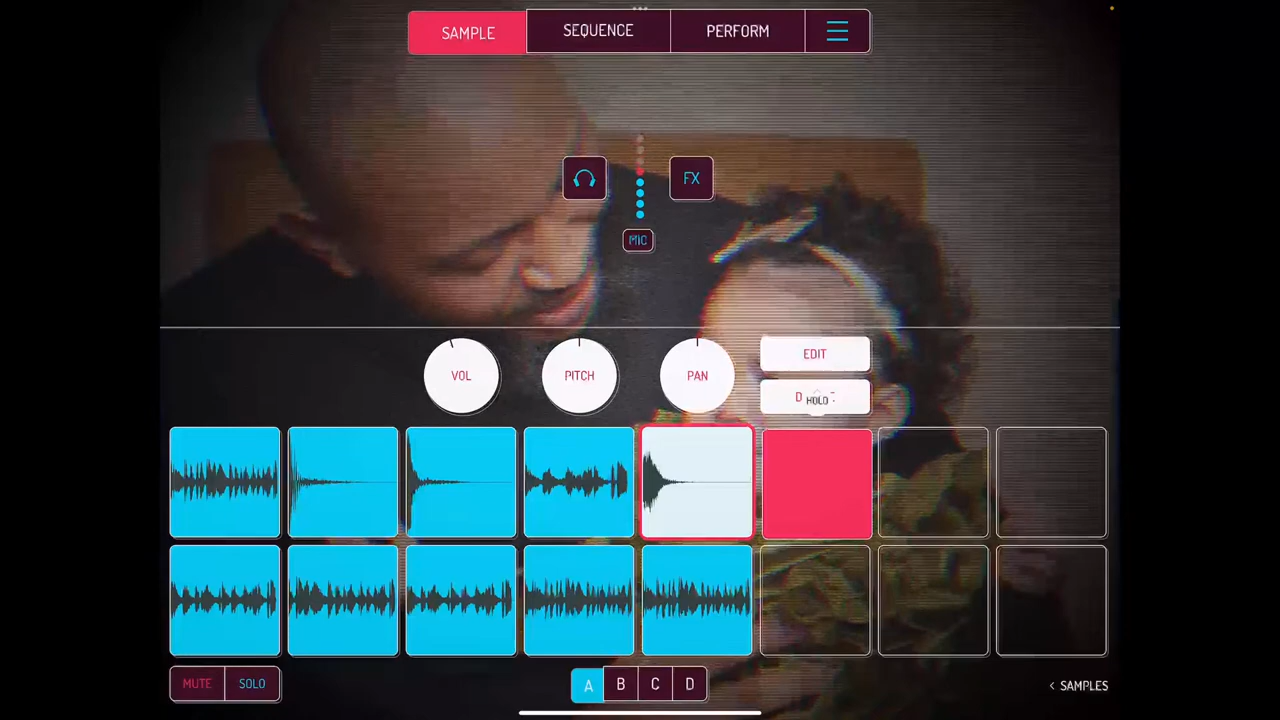 SAMPLE SEQUENCE PERFORM
FX
MIC
VOL PITCH PAN EDIT
HOLD
MUTE SOLO A B C D < SAMPLES